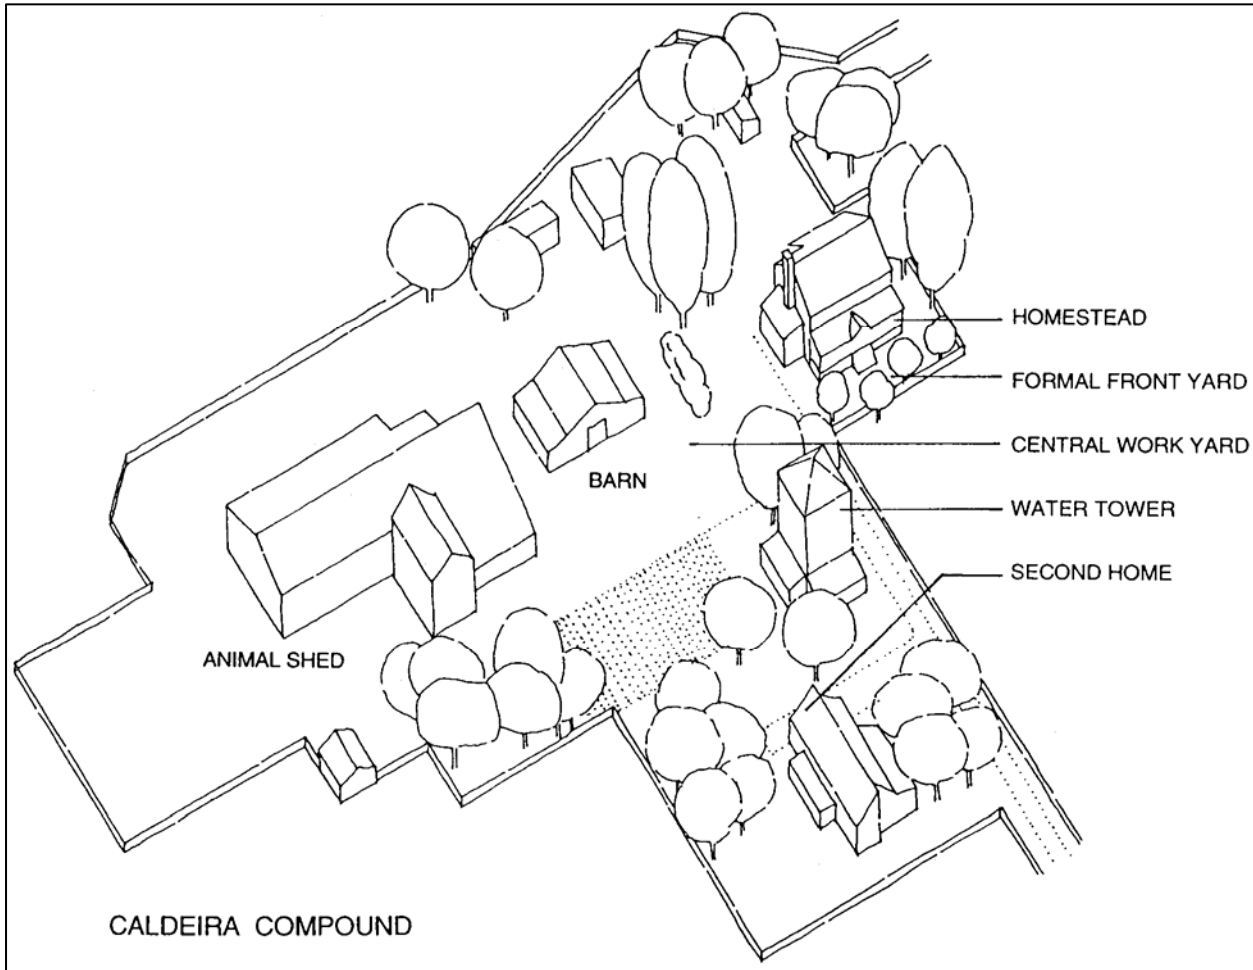 HOMESTEAD
FORMAL FRONT YARD
CENTRAL WORK YARD
BARN
WATER TOWER
SECOND HOME
ANIMAL SHED
CALDEIRA COMPOUND